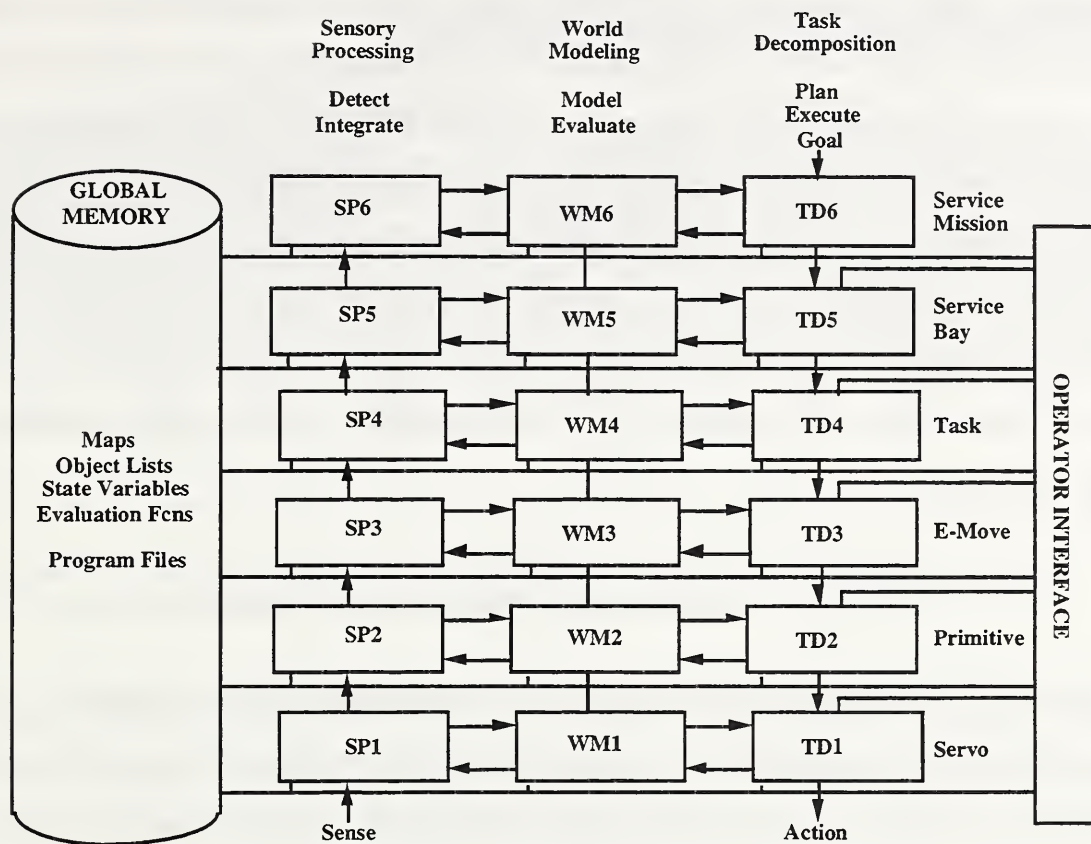 Sensory
Processing
World
Modeling
Task
Decomposition
Detect
Integrate
Model
Evaluate
Plan
Execute
Goal
GLOBAL
MEMORY
SP6
WM6
TD6
Service
Mission
SP5
WM5
TD5
Service
Bay
SP4
WM4
TD4
Task
Maps
Object Lists
State Variables
Evaluation Fcns
Program Files
SP3
WM3
TD3
E-Move
SP2
WM2
TD2
Primitive
SP1
WM1
TD1
Servo
Sense
Action
OPERATOR INTERFACE